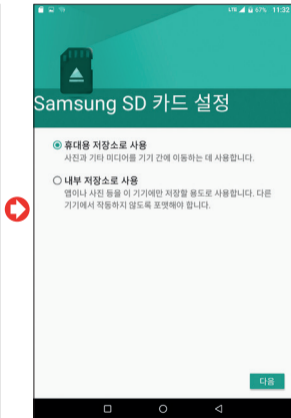 LTE 67% 11:32
Samsung SD 카드 설정
휴대용 저장소로 사용
사진과 기타 미디어를 기기 간에 이동하는 데 사용합니다.
내부 저장소로 사용
앱이나 사진 등을 이 기기에만 저장할 용도로 사용합니다. 다른
기기에서 작동하지 않도록 포맷해야 합니다.
다음